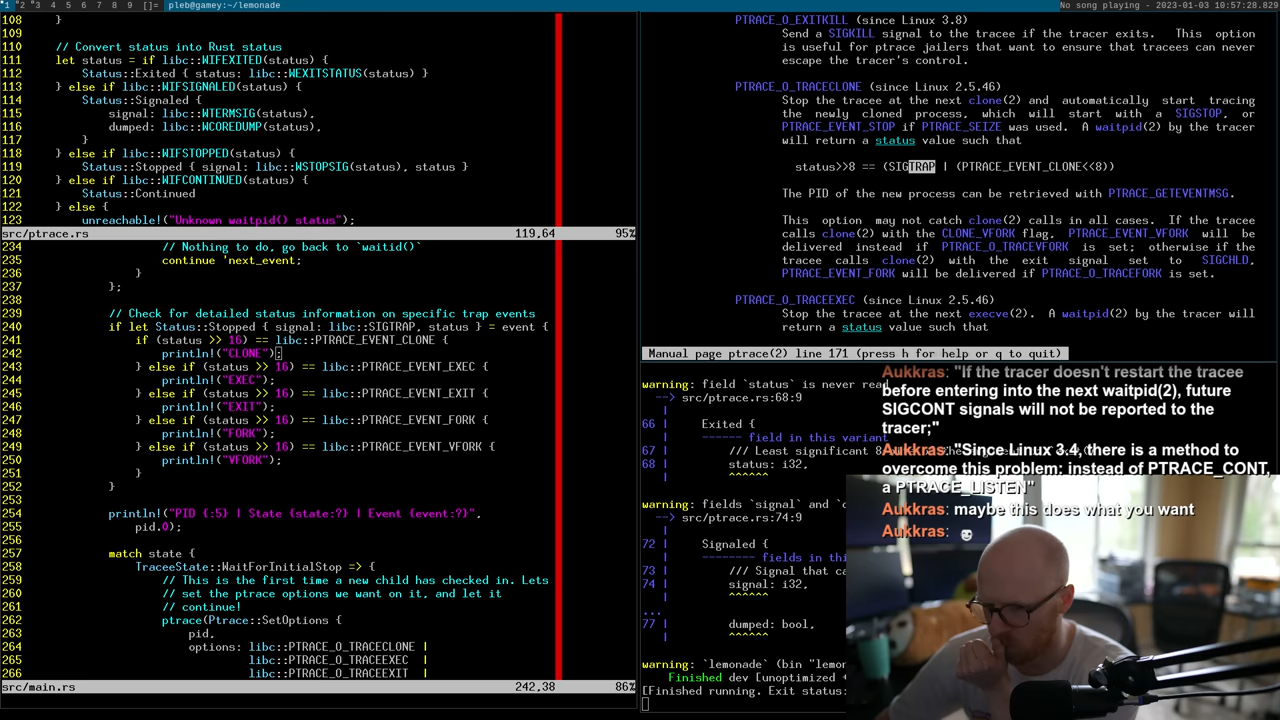 1 2 3 4 5 6 7 8 9 []= pleb@gamey:~/lemonade
No song playing - 2023-01-03 10:57:28.829
108 }
109
110 // Convert status into Rust status
111 let status = if libc::WIFEXITED(status) {
112 Status::Exited { status: libc::WEXITSTATUS(status) }
113 } else if libc::WIFSIGNALED(status) {
114 Status::Signaled {
115 signal: libc::WTERMSIG(status),
116 dumped: libc::WCOREDUMP(status),
117 }
118 } else if libc::WIFSTOPPED(status) {
119 Status::Stopped { signal: libc::WSTOPSIG(status), status }
120 } else if libc::WIFCONTINUED(status) {
121 Status::Continued
122 } else {
123 unreachable!("Unknown waitpid() status");
src/ptrace.rs 119,64 95%
234 // Nothing to do, go back to `waitid()`
235 continue 'next_event;
236 }
237 };
238
239 // Check for detailed status information on specific trap events
240 if let Status::Stopped { signal: libc::SIGTRAP, status } = event {
241 if (status >> 16) == libc::PTRACE_EVENT_CLONE {
242 println!("CLONE");
243 } else if (status >> 16) == libc::PTRACE_EVENT_EXEC {
244 println!("EXEC");
245 } else if (status >> 16) == libc::PTRACE_EVENT_EXIT {
246 println!("EXIT");
247 } else if (status >> 16) == libc::PTRACE_EVENT_FORK {
248 println!("FORK");
249 } else if (status >> 16) == libc::PTRACE_EVENT_VFORK {
250 println!("VFORK");
251 }
252 }
253
254 println!("PID {:5} | State {state:?} | Event {event:?}",
255 pid.0);
256
257 match state {
258 TraceeState::WaitForInitialStop => {
259 // This is the first time a new child has checked in. Lets
260 // set the ptrace options we want on it, and let it
261 // continue!
262 ptrace(Ptrace::SetOptions {
263 pid,
264 options: libc::PTRACE_O_TRACECLONE |
265 libc::PTRACE_O_TRACEEXEC |
266 libc::PTRACE_O_TRACEEXIT |
src/main.rs 242,38 86%
PTRACE_O_EXITKILL (since Linux 3.8)
Send a SIGKILL signal to the tracee if the tracer exits. This option
is useful for ptrace jailers that want to ensure that tracees can never
escape the tracer's control.
PTRACE_O_TRACECLONE (since Linux 2.5.46)
Stop the tracee at the next clone(2) and automatically start tracing
the newly cloned process, which will start with a SIGSTOP, or
PTRACE_EVENT_STOP if PTRACE_SEIZE was used. A waitpid(2) by the tracer
will return a status value such that
status>>8 == (SIGTRAP | (PTRACE_EVENT_CLONE<<8))
The PID of the new process can be retrieved with PTRACE_GETEVENTMSG.
This option may not catch clone(2) calls in all cases. If the tracee
calls clone(2) with the CLONE_VFORK flag, PTRACE_EVENT_VFORK will be
delivered instead if PTRACE_O_TRACEVFORK is set; otherwise if the
tracee calls clone(2) with the exit signal set to SIGCHLD,
PTRACE_EVENT_FORK will be delivered if PTRACE_O_TRACEFORK is set.
PTRACE_O_TRACEEXEC (since Linux 2.5.46)
Stop the tracee at the next execve(2). A waitpid(2) by the tracer will
return a status value such that
Manual page ptrace(2) line 171 (press h for help or q to quit)
warning: field `status` is never read
--> src/ptrace.rs:68:9
|
66 | Exited {
| ------ field in this variant
67 | /// Least significant 8
68 | status: i32,
| ^^^^^^
warning: fields `signal` and `
--> src/ptrace.rs:74:9
|
72 | Signaled {
| -------- fields in thi
73 | /// Signal that ca
74 | signal: i32,
| ^^^^^^
...
77 | dumped: bool,
| ^^^^^^
warning: `lemonade` (bin "lemo
Finished dev [unoptimized +
[Finished running. Exit status:
Aukkras: "If the tracer doesn't restart the tracee
before entering into the next waitpid(2), future
SIGCONT signals will not be reported to the
tracer;"
Aukkras: "Since Linux 3.4, there is a method to
overcome this problem: instead of PTRACE_CONT,
a PTRACE_LISTEN"
Aukkras: maybe this does what you want
Aukkras: